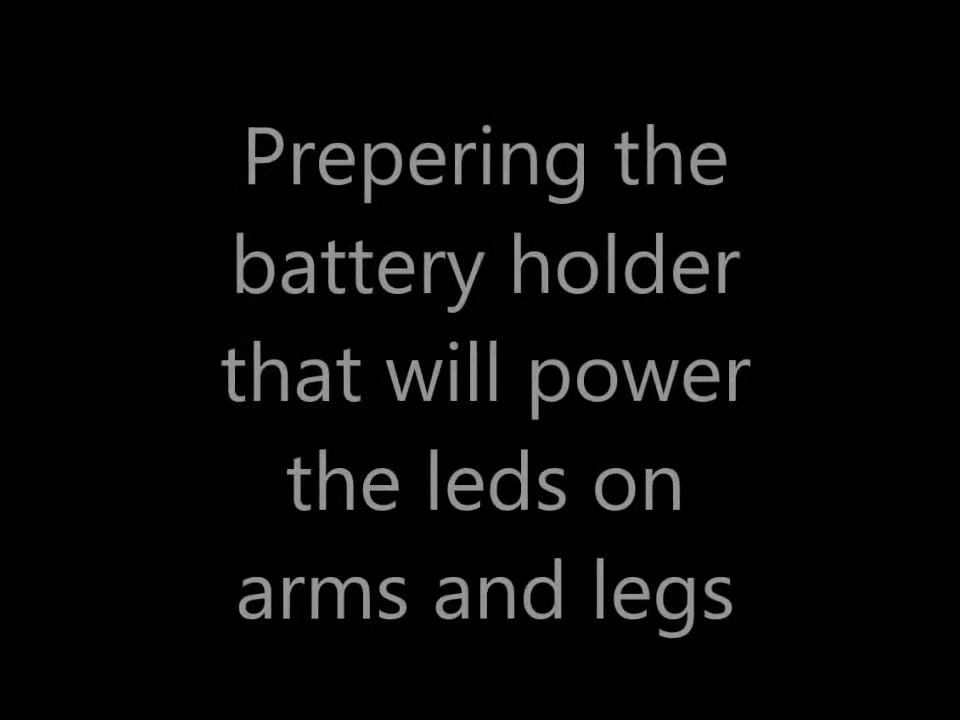 Prepering the
battery holder
that will power
the leds on
arms and legs